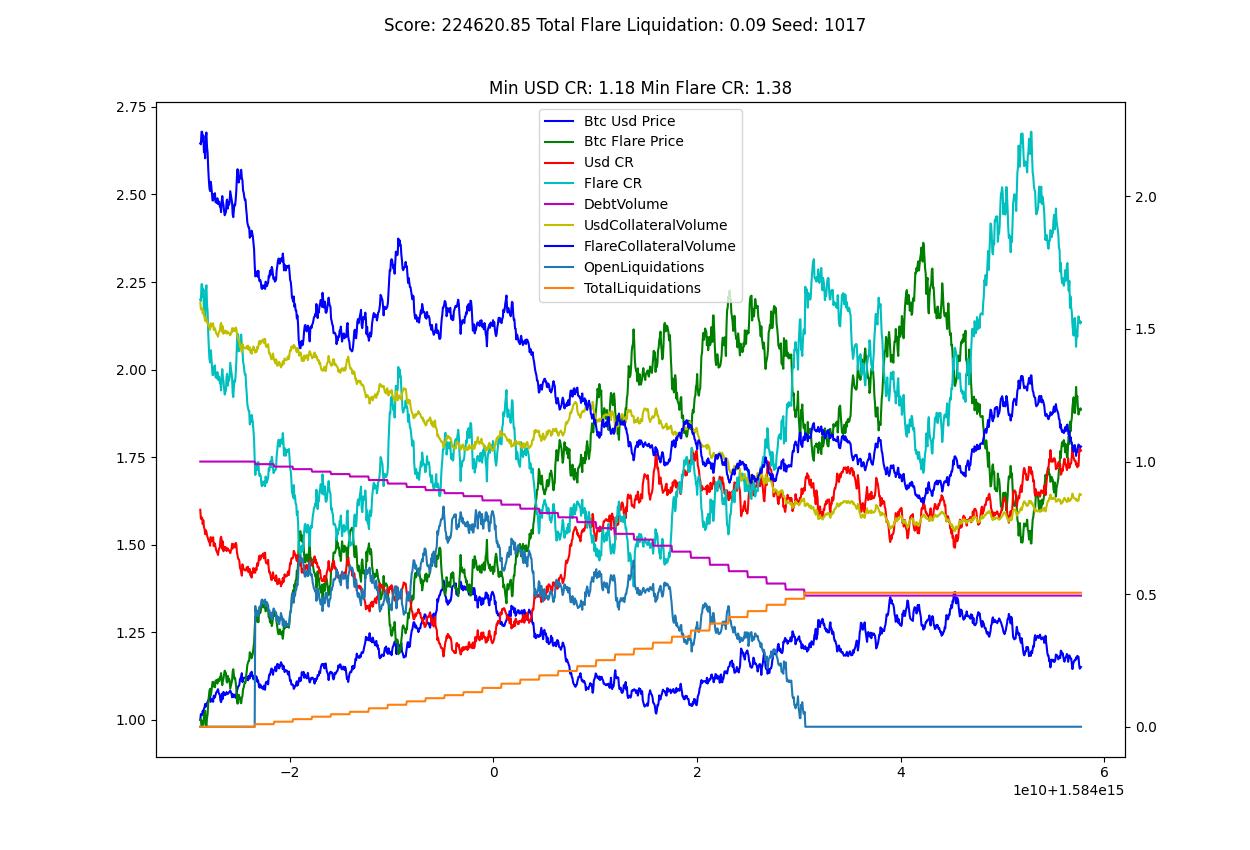 Score: 224620.85 Total Flare Liquidation: 0.09 Seed: 1017
Min USD CR: 1.18 Min Flare CR: 1.38
Btc Usd Price
Btc Flare Price
Usd CR
Flare CR
DebtVolume
UsdCollateralVolume
FlareCollateralVolume
OpenLiquidations
TotalLiquidations
2.75
2.50
2.25
2.00
1.75
1.50
1.25
1.00
2.0
1.5
1.0
0.5
0.0
−2 0 2 4 6
1e10+1.584e15